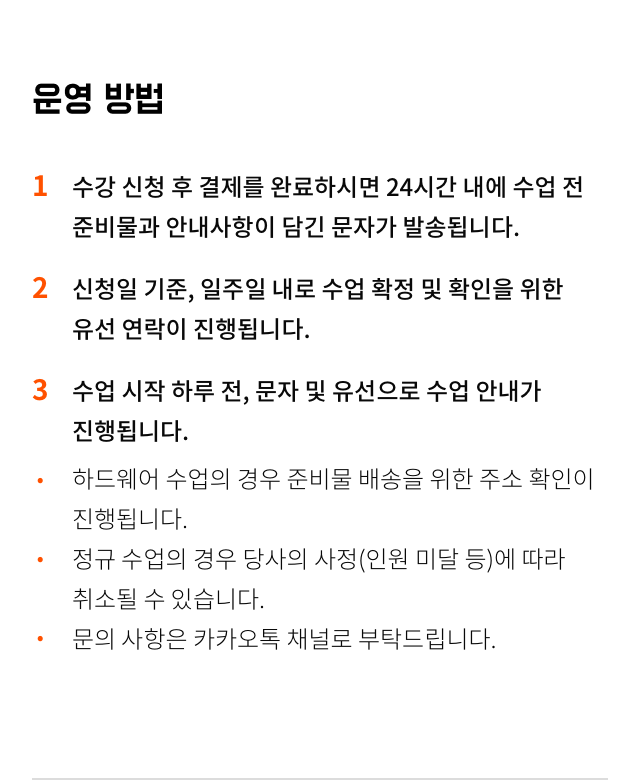 운영 방법
1 수강 신청 후 결제를 완료하시면 24시간 내에 수업 전
준비물과 안내사항이 담긴 문자가 발송됩니다.
2 신청일 기준, 일주일 내로 수업 확정 및 확인을 위한
유선 연락이 진행됩니다.
3 수업 시작 하루 전, 문자 및 유선으로 수업 안내가
진행됩니다.
• 하드웨어 수업의 경우 준비물 배송을 위한 주소 확인이
진행됩니다.
• 정규 수업의 경우 당사의 사정(인원 미달 등)에 따라
취소될 수 있습니다.
• 문의 사항은 카카오톡 채널로 부탁드립니다.